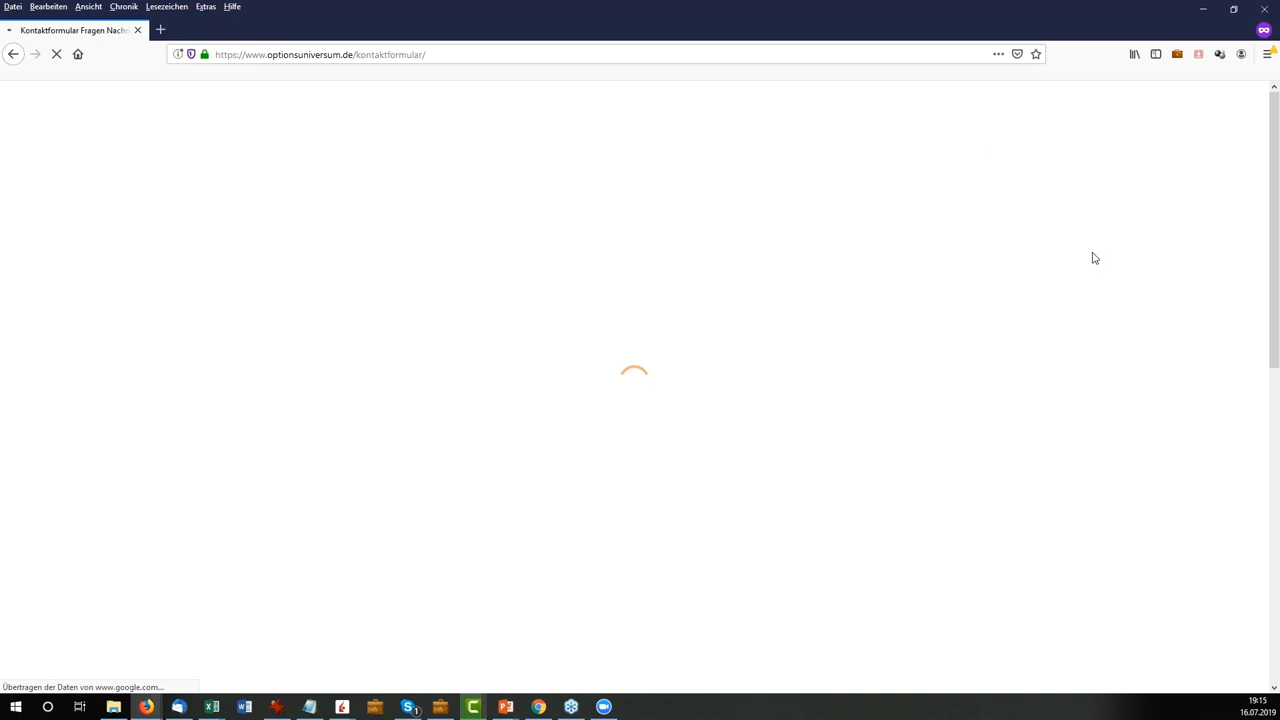 Datei Bearbeiten Ansicht Chronik Lesezeichen Extras Hilfe
Kontaktformular Fragen Nachri
https://www.optionsuniversum.de/kontaktformular/
Übertragen der Daten von www.google.com...
19:15
16.07.2019